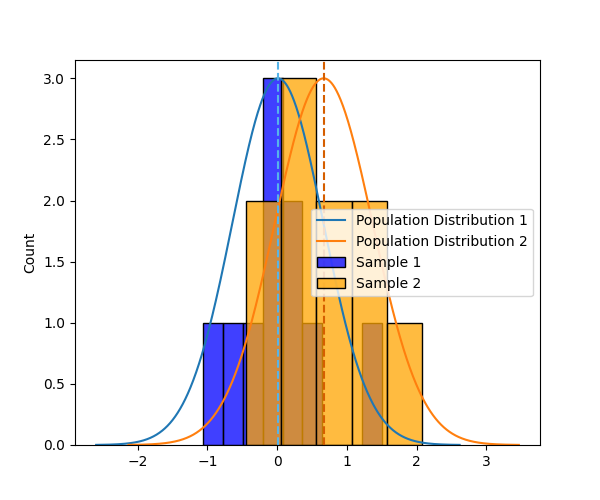 3.0
2.5
2.0
1.5
1.0
0.5
0.0
Count
Population Distribution 1
Population Distribution 2
Sample 1
Sample 2
−2 −1 0 1 2 3